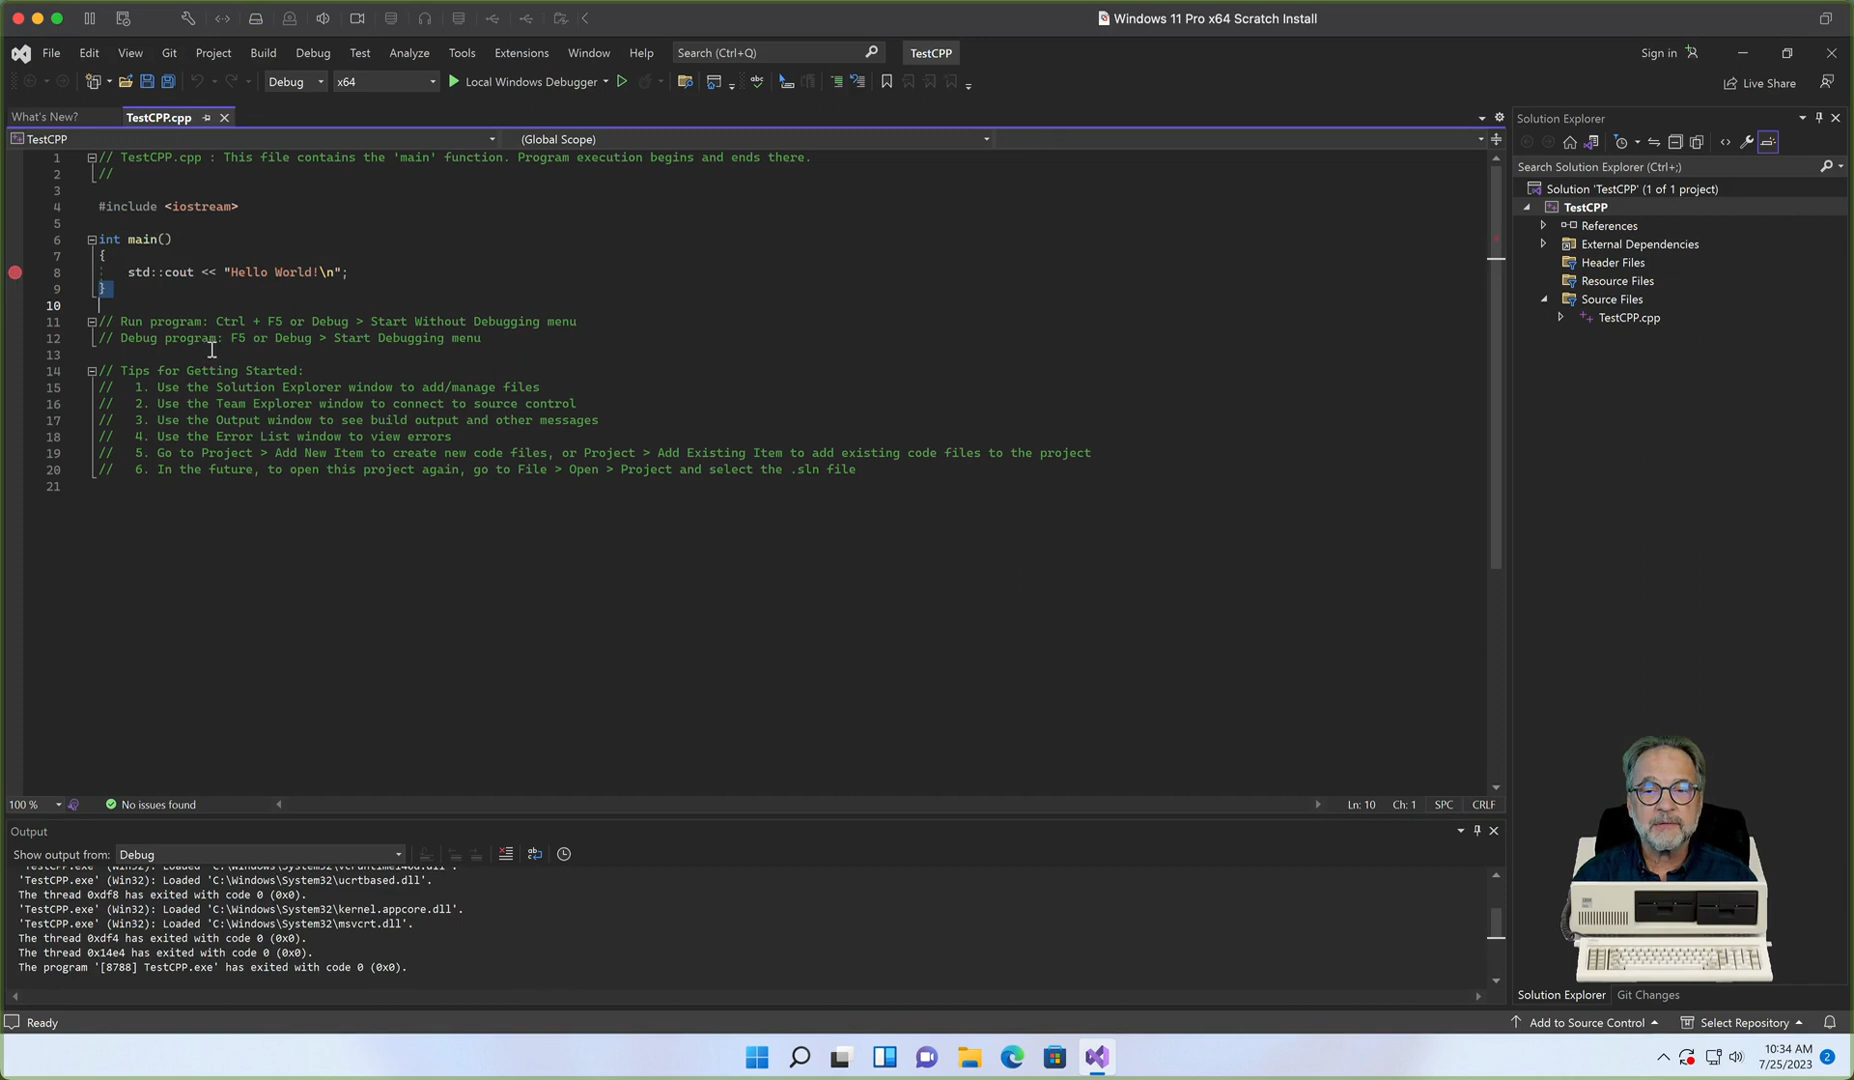 Windows 11 Pro x64 Scratch Install
File Edit View Git Project Build Debug Test Analyze Tools Extensions Window Help Search (Ctrl+Q) TestCPP Sign in
Debug x64 Local Windows Debugger Live Share
What's New? TestCPP.cpp
TestCPP (Global Scope)
1 // TestCPP.cpp : This file contains the 'main' function. Program execution begins and ends there.
2 //
3
4 #include <iostream>
5
6 int main()
7 {
8 std::cout << "Hello World!\n";
9 }
10
11 // Run program: Ctrl + F5 or Debug > Start Without Debugging menu
12 // Debug program: F5 or Debug > Start Debugging menu
13
14 // Tips for Getting Started:
15 // 1. Use the Solution Explorer window to add/manage files
16 // 2. Use the Team Explorer window to connect to source control
17 // 3. Use the Output window to see build output and other messages
18 // 4. Use the Error List window to view errors
19 // 5. Go to Project > Add New Item to create new code files, or Project > Add Existing Item to add existing code files to the project
20 // 6. In the future, to open this project again, go to File > Open > Project and select the .sln file
21
100 % No issues found Ln: 10 Ch: 1 SPC CRLF
Output
Show output from: Debug
'TestCPP.exe' (Win32): Loaded 'C:\Windows\System32\vcruntime140d.dll'.
'TestCPP.exe' (Win32): Loaded 'C:\Windows\System32\ucrtbased.dll'.
The thread 0xdf8 has exited with code 0 (0x0).
'TestCPP.exe' (Win32): Loaded 'C:\Windows\System32\kernel.appcore.dll'.
'TestCPP.exe' (Win32): Loaded 'C:\Windows\System32\msvcrt.dll'.
The thread 0xdf4 has exited with code 0 (0x0).
The thread 0x14e4 has exited with code 0 (0x0).
The program '[8788] TestCPP.exe' has exited with code 0 (0x0).
Solution Explorer
Search Solution Explorer (Ctrl+;)
Solution 'TestCPP' (1 of 1 project)
TestCPP
References
External Dependencies
Header Files
Resource Files
Source Files
TestCPP.cpp
Solution Explorer Git Changes
Ready Add to Source Control Select Repository
10:34 AM
7/25/2023
2